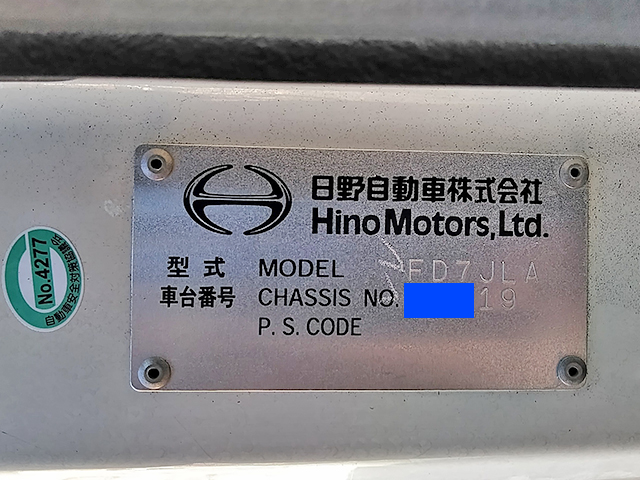 日野自動車株式会社
Hino Motors, Ltd.
型式 MODEL FD7JLA
車台番号 CHASSIS NO. 19
P. S. CODE
No.4277